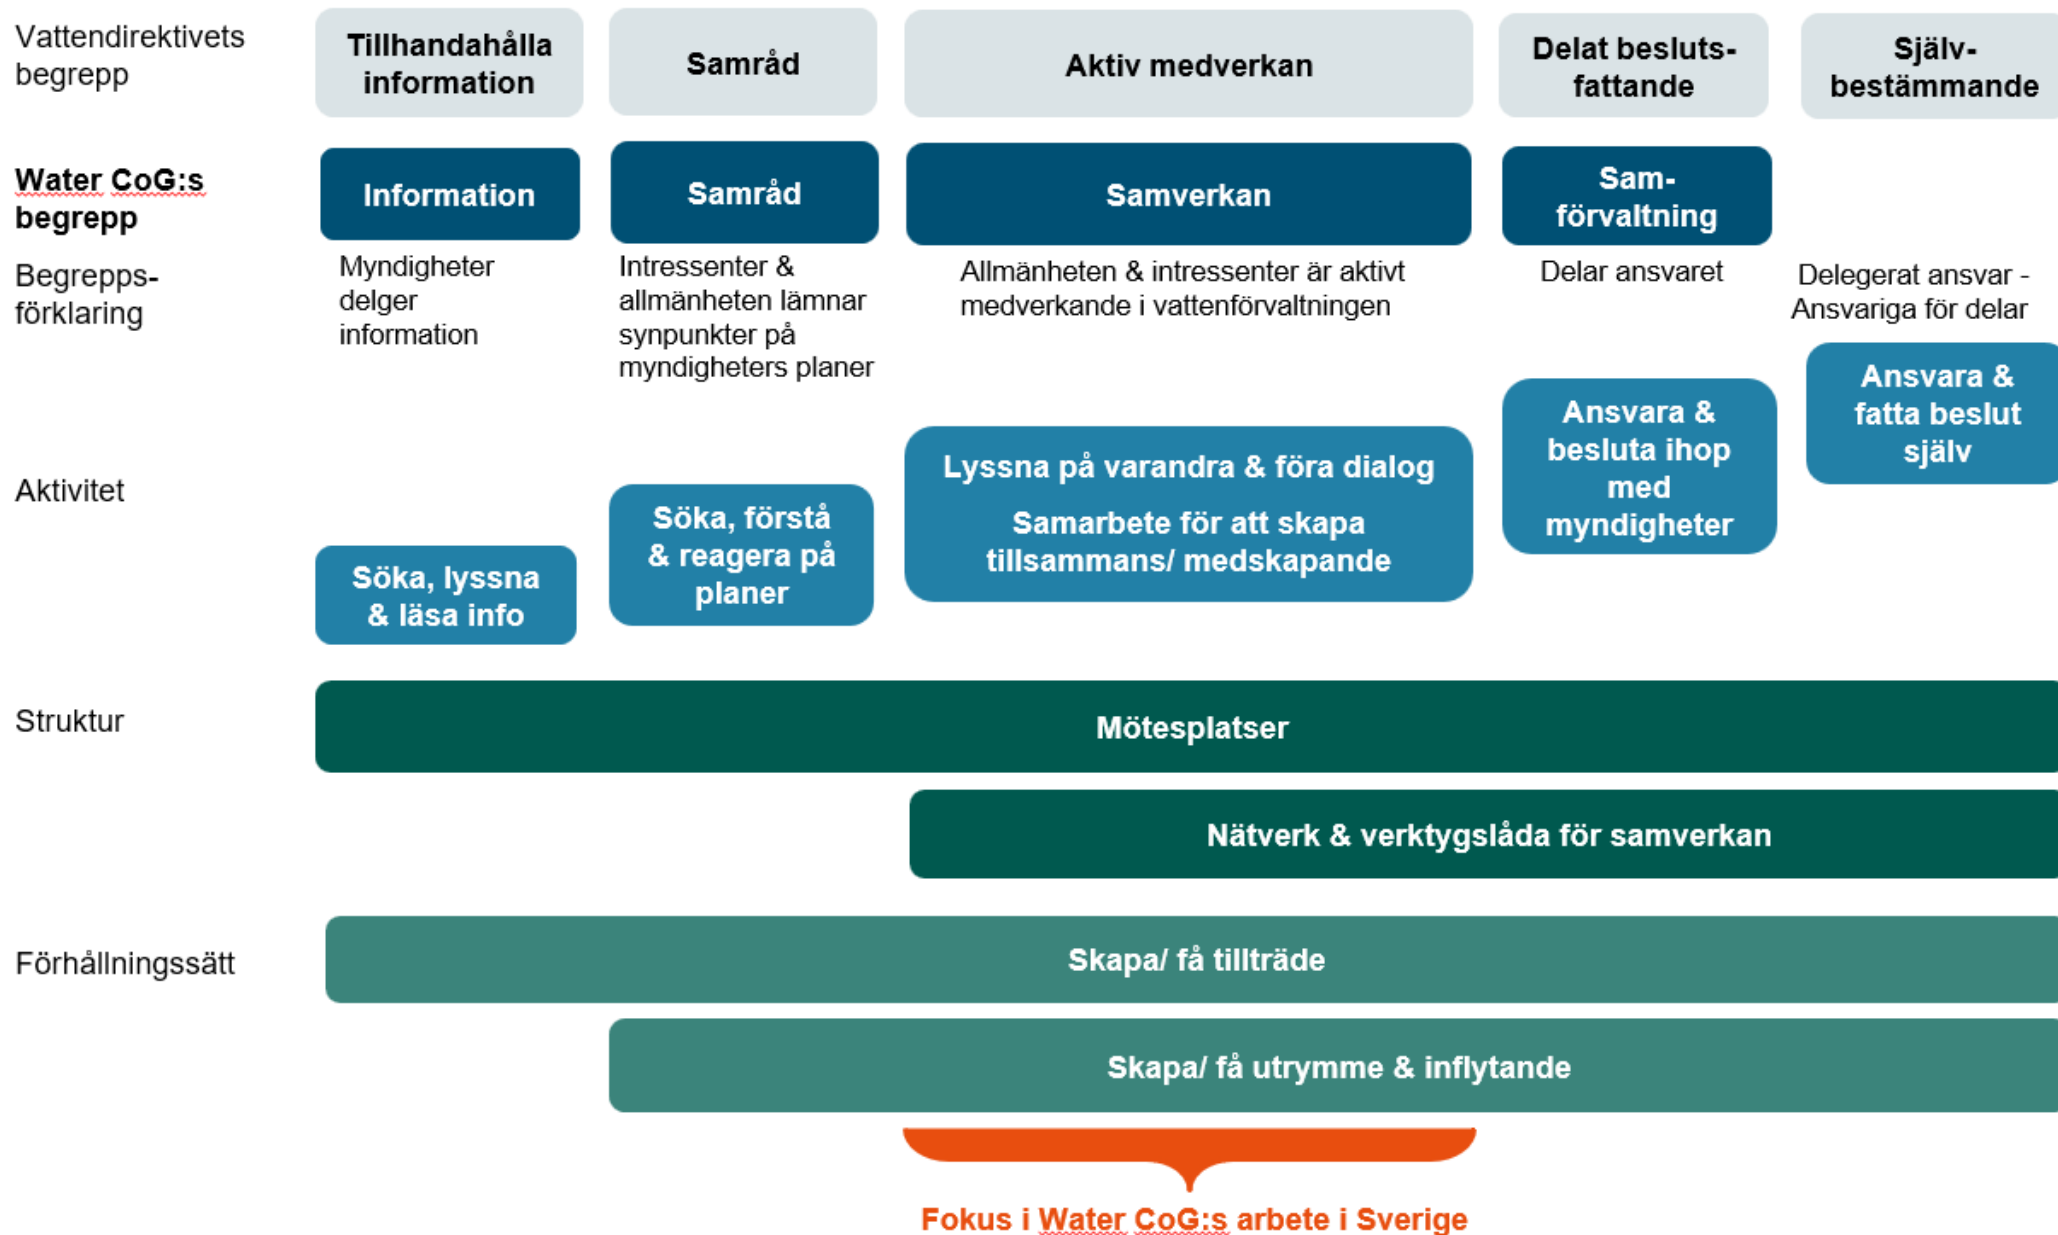 Vattendirektivets
begrepp
Tillhandahålla
information
Samråd
Aktiv medverkan
Delat besluts-
fattande
Själv-
bestämmande
Water CoG:s
begrepp
Information
Samråd
Samverkan
Sam-
förvaltning
Begrepps-
förklaring
Myndigheter
delger
information
Intressenter &
allmänheten lämnar
synpunkter på
myndigheters planer
Allmänheten & intressenter är aktivt
medverkande i vattenförvaltningen
Delar ansvaret
Delegerat ansvar -
Ansvariga för delar
Aktivitet
Söka, lyssna
& läsa info
Söka, förstå
& reagera på
planer
Lyssna på varandra & föra dialog
Samarbete för att skapa
tillsammans/ medskapande
Ansvara &
besluta ihop
med
myndigheter
Ansvara &
fatta beslut
själv
Struktur
Mötesplatser
Nätverk & verktygslåda för samverkan
Förhållningssätt
Skapa/ få tillträde
Skapa/ få utrymme & inflytande
Fokus i Water CoG:s arbete i Sverige